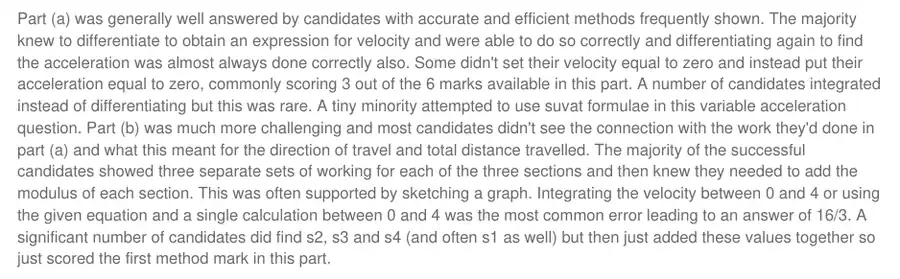 Part (a) was generally well answered by candidates with accurate and efficient methods frequently shown. The majority
knew to differentiate to obtain an expression for velocity and were able to do so correctly and differentiating again to find
the acceleration was almost always done correctly also. Some didn't set their velocity equal to zero and instead put their
acceleration equal to zero, commonly scoring 3 out of the 6 marks available in this part. A number of candidates integrated
instead of differentiating but this was rare. A tiny minority attempted to use suvat formulae in this variable acceleration
question. Part (b) was much more challenging and most candidates didn't see the connection with the work they'd done in
part (a) and what this meant for the direction of travel and total distance travelled. The majority of the successful
candidates showed three separate sets of working for each of the three sections and then knew they needed to add the
modulus of each section. This was often supported by sketching a graph. Integrating the velocity between 0 and 4 or using
the given equation and a single calculation between 0 and 4 was the most common error leading to an answer of 16/3. A
significant number of candidates did find s2, s3 and s4 (and often s1 as well) but then just added these values together so
just scored the first method mark in this part.